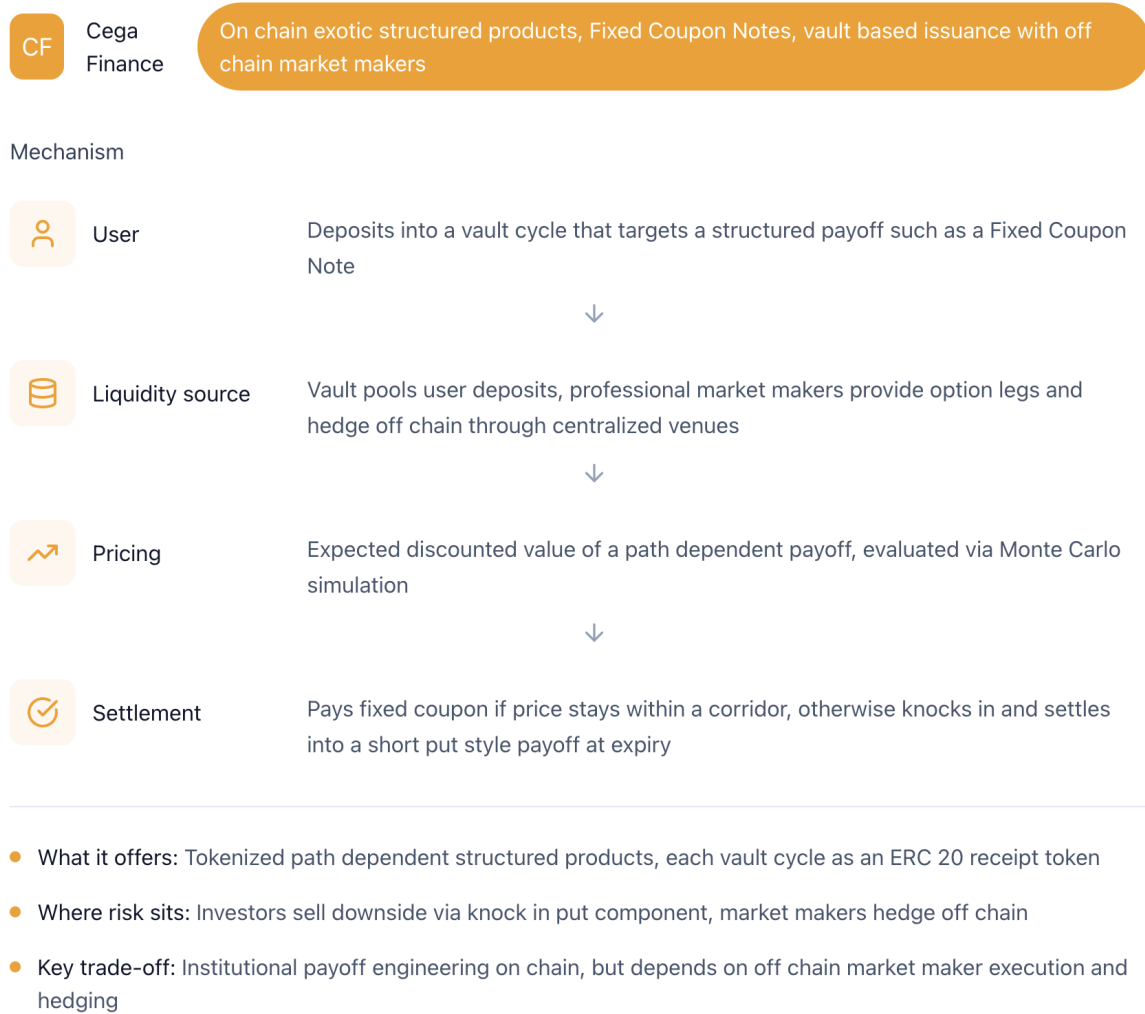 CF
Cega
Finance
On chain exotic structured products, Fixed Coupon Notes, vault based issuance with off
chain market makers
Mechanism
User
Deposits into a vault cycle that targets a structured payoff such as a Fixed Coupon
Note
Liquidity source
Vault pools user deposits, professional market makers provide option legs and
hedge off chain through centralized venues
Pricing
Expected discounted value of a path dependent payoff, evaluated via Monte Carlo
simulation
Settlement
Pays fixed coupon if price stays within a corridor, otherwise knocks in and settles
into a short put style payoff at expiry
What it offers: Tokenized path dependent structured products, each vault cycle as an ERC 20 receipt token
Where risk sits: Investors sell downside via knock in put component, market makers hedge off chain
Key trade-off: Institutional payoff engineering on chain, but depends on off chain market maker execution and
hedging